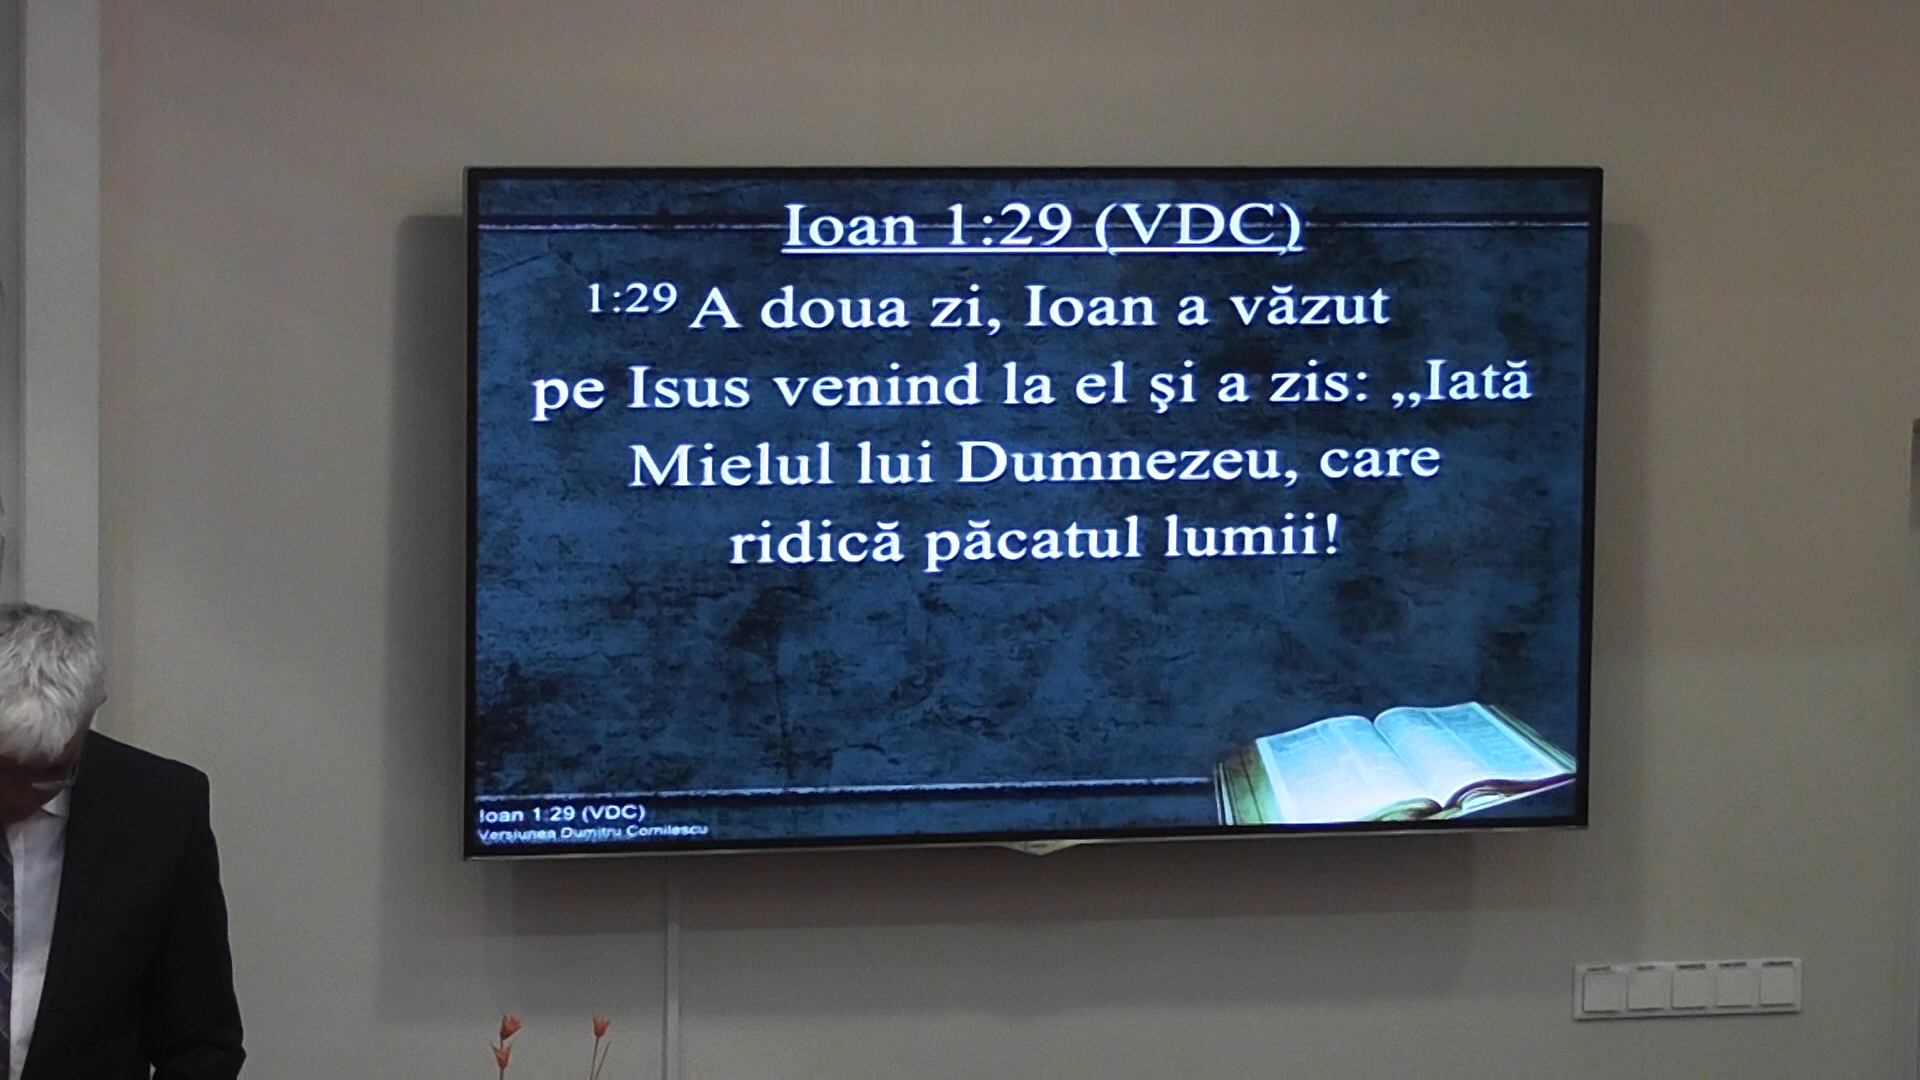 Ioan 1:29 (VDC)
1:29 A doua zi, Ioan a văzut
pe Isus venind la el şi a zis: ,,Iată
Mielul lui Dumnezeu, care
ridică păcatul lumii!
Ioan 1:29 (VDC)
Versiunea Dumitru Cornilescu